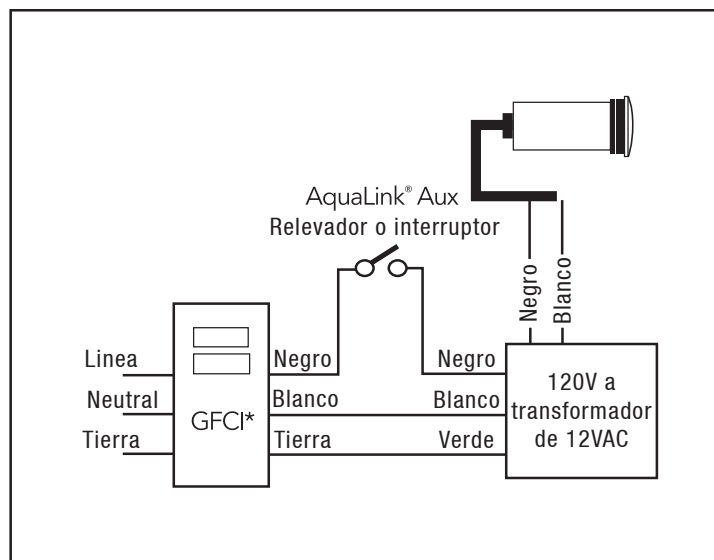 AquaLink® Aux
Relevador o interruptor
Negro
Blanco
Linea
Neutral
Tierra
GFCI*
Negro
Blanco
Tierra
Negro
Blanco
Verde
120V a
transformador
de 12VAC